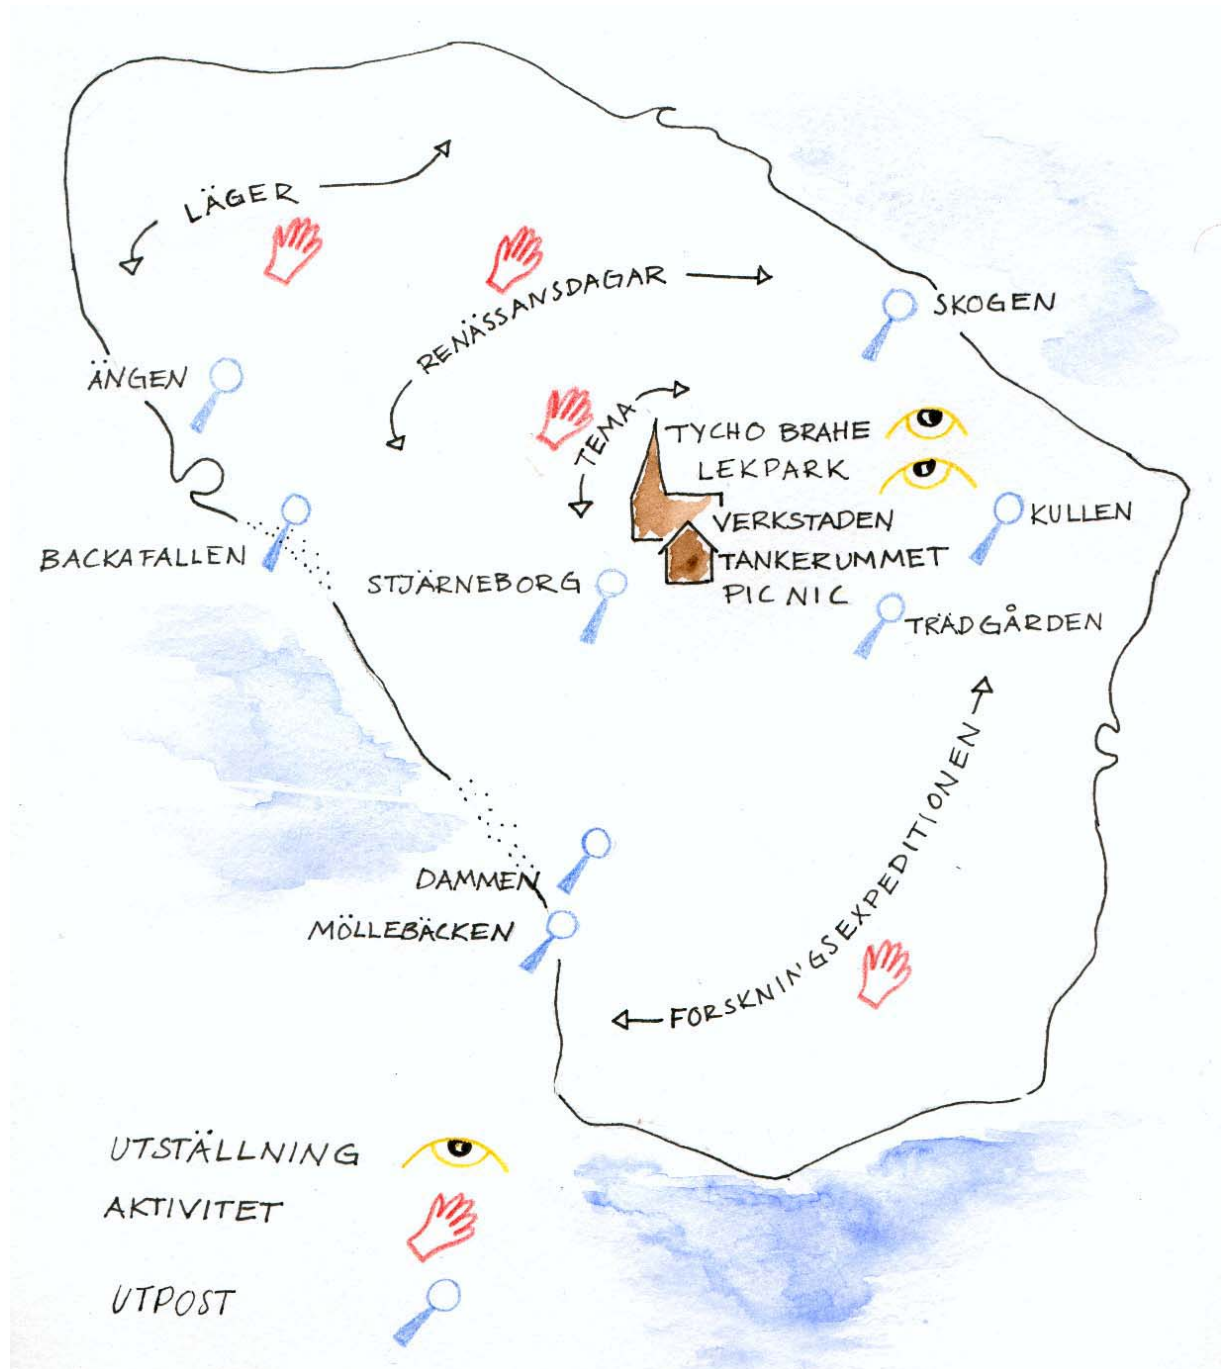 LÄGER
RENÄSSANSDAGAR
SKOGEN
ÄNGEN
TEMA
TYCHO BRAHE
LEKPARK
VERKSTADEN
KULLEN
BACKAFALLEN
TANKERUMMET
STJÄRNEBORG
PICNIC
TRÄDGÅRDEN
DAMMEN
MÖLLEBÄCKEN
FORSKNINGSEXPEDITIONEN
UTSTÄLLNING
AKTIVITET
UTPOST